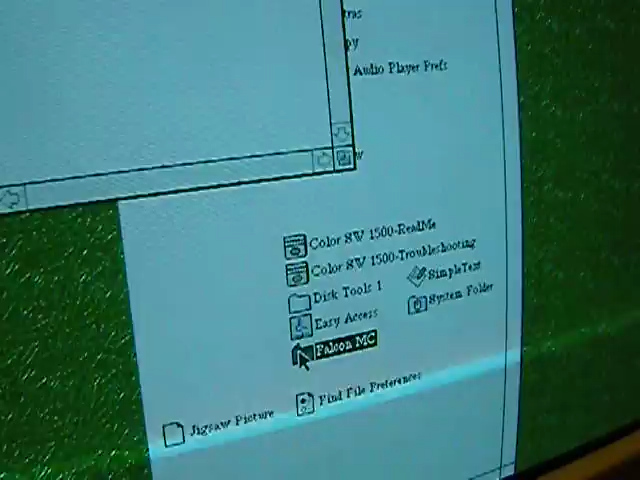 Audio Player Prefs
Color SW 1500-ReadMe
Color SW 1500-Troubleshooting
SimpleText
Disk Tools 1
System Folder
Easy Access
Falcon MC
Find File Preferences
Jigsaw Picture